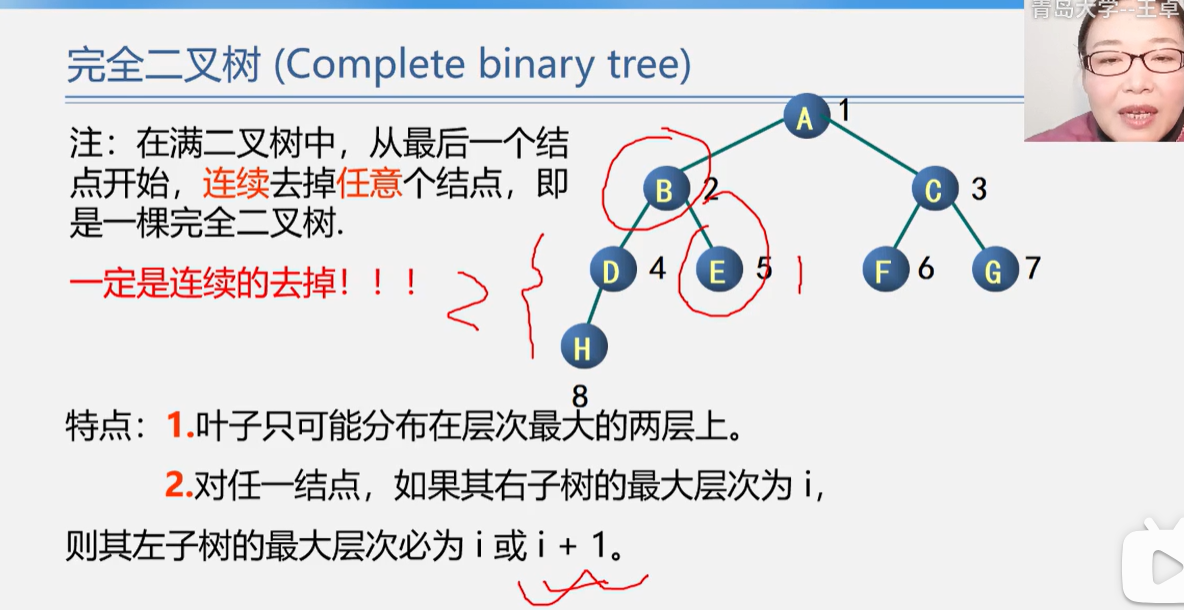 青岛大学--王卓
完全二叉树 (Complete binary tree)
注：在满二叉树中，从最后一个结
点开始，连续去掉任意个结点，即
是一棵完全二叉树.
一定是连续的去掉！！！
A 1
B 2
C 3
D 4
E 5
F 6
G 7
H
8
2
1
特点：1.叶子只可能分布在层次最大的两层上。
2.对任一结点，如果其右子树的最大层次为 i，
则其左子树的最大层次必为 i 或 i + 1。